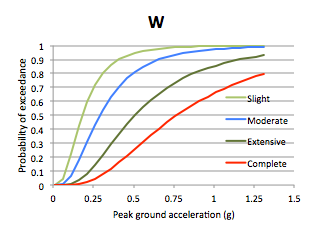 W
Probability of exceedance
1
0.9
0.8
0.7
0.6
0.5
0.4
0.3
0.2
0.1
0
Slight
Moderate
Extensive
Complete
0 0.25 0.5 0.75 1 1.25 1.5
Peak ground acceleration (g)